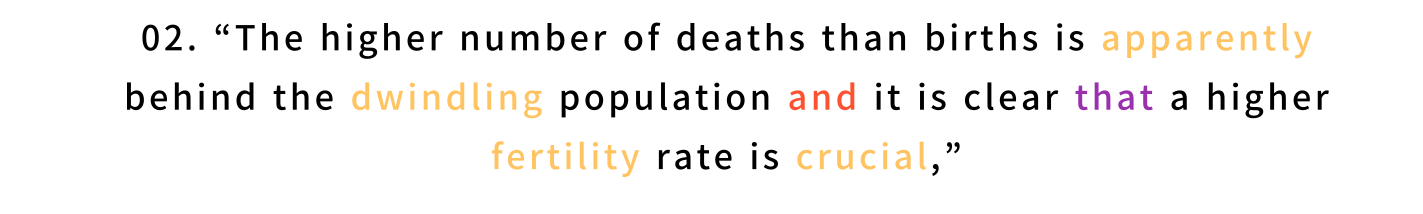 02. “The higher number of deaths than births is apparently
behind the dwindling population and it is clear that a higher
fertility rate is crucial,”